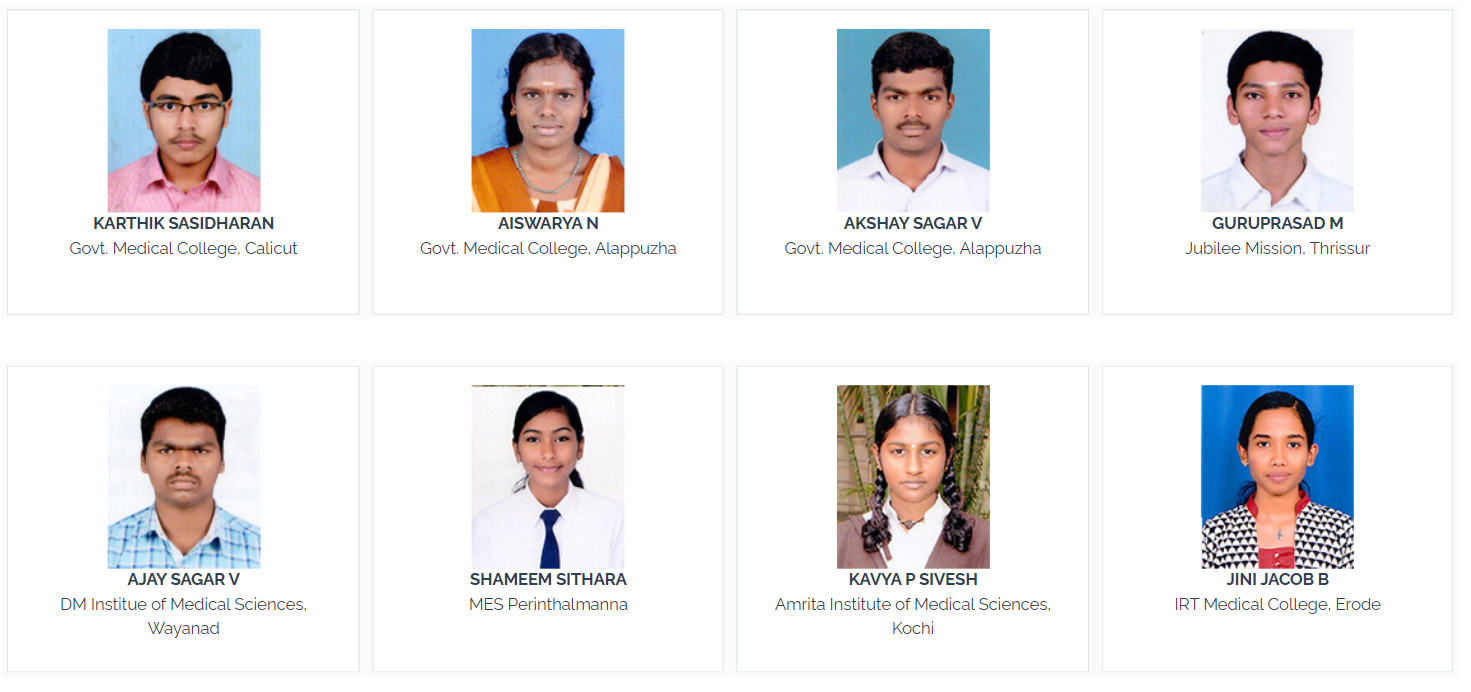 KARTHIK SASIDHARAN
Govt. Medical College, Calicut
AISWARYA N
Govt. Medical College, Alappuzha
AKSHAY SAGAR V
Govt. Medical College, Alappuzha
GURUPRASAD M
Jubilee Mission, Thrissur
AJAY SAGAR V
DM Institue of Medical Sciences,
Wayanad
SHAMEEM SITHARA
MES Perinthalmanna
KAVYA P SIVESH
Amrita Institute of Medical Sciences,
Kochi
JINI JACOB B
IRT Medical College, Erode